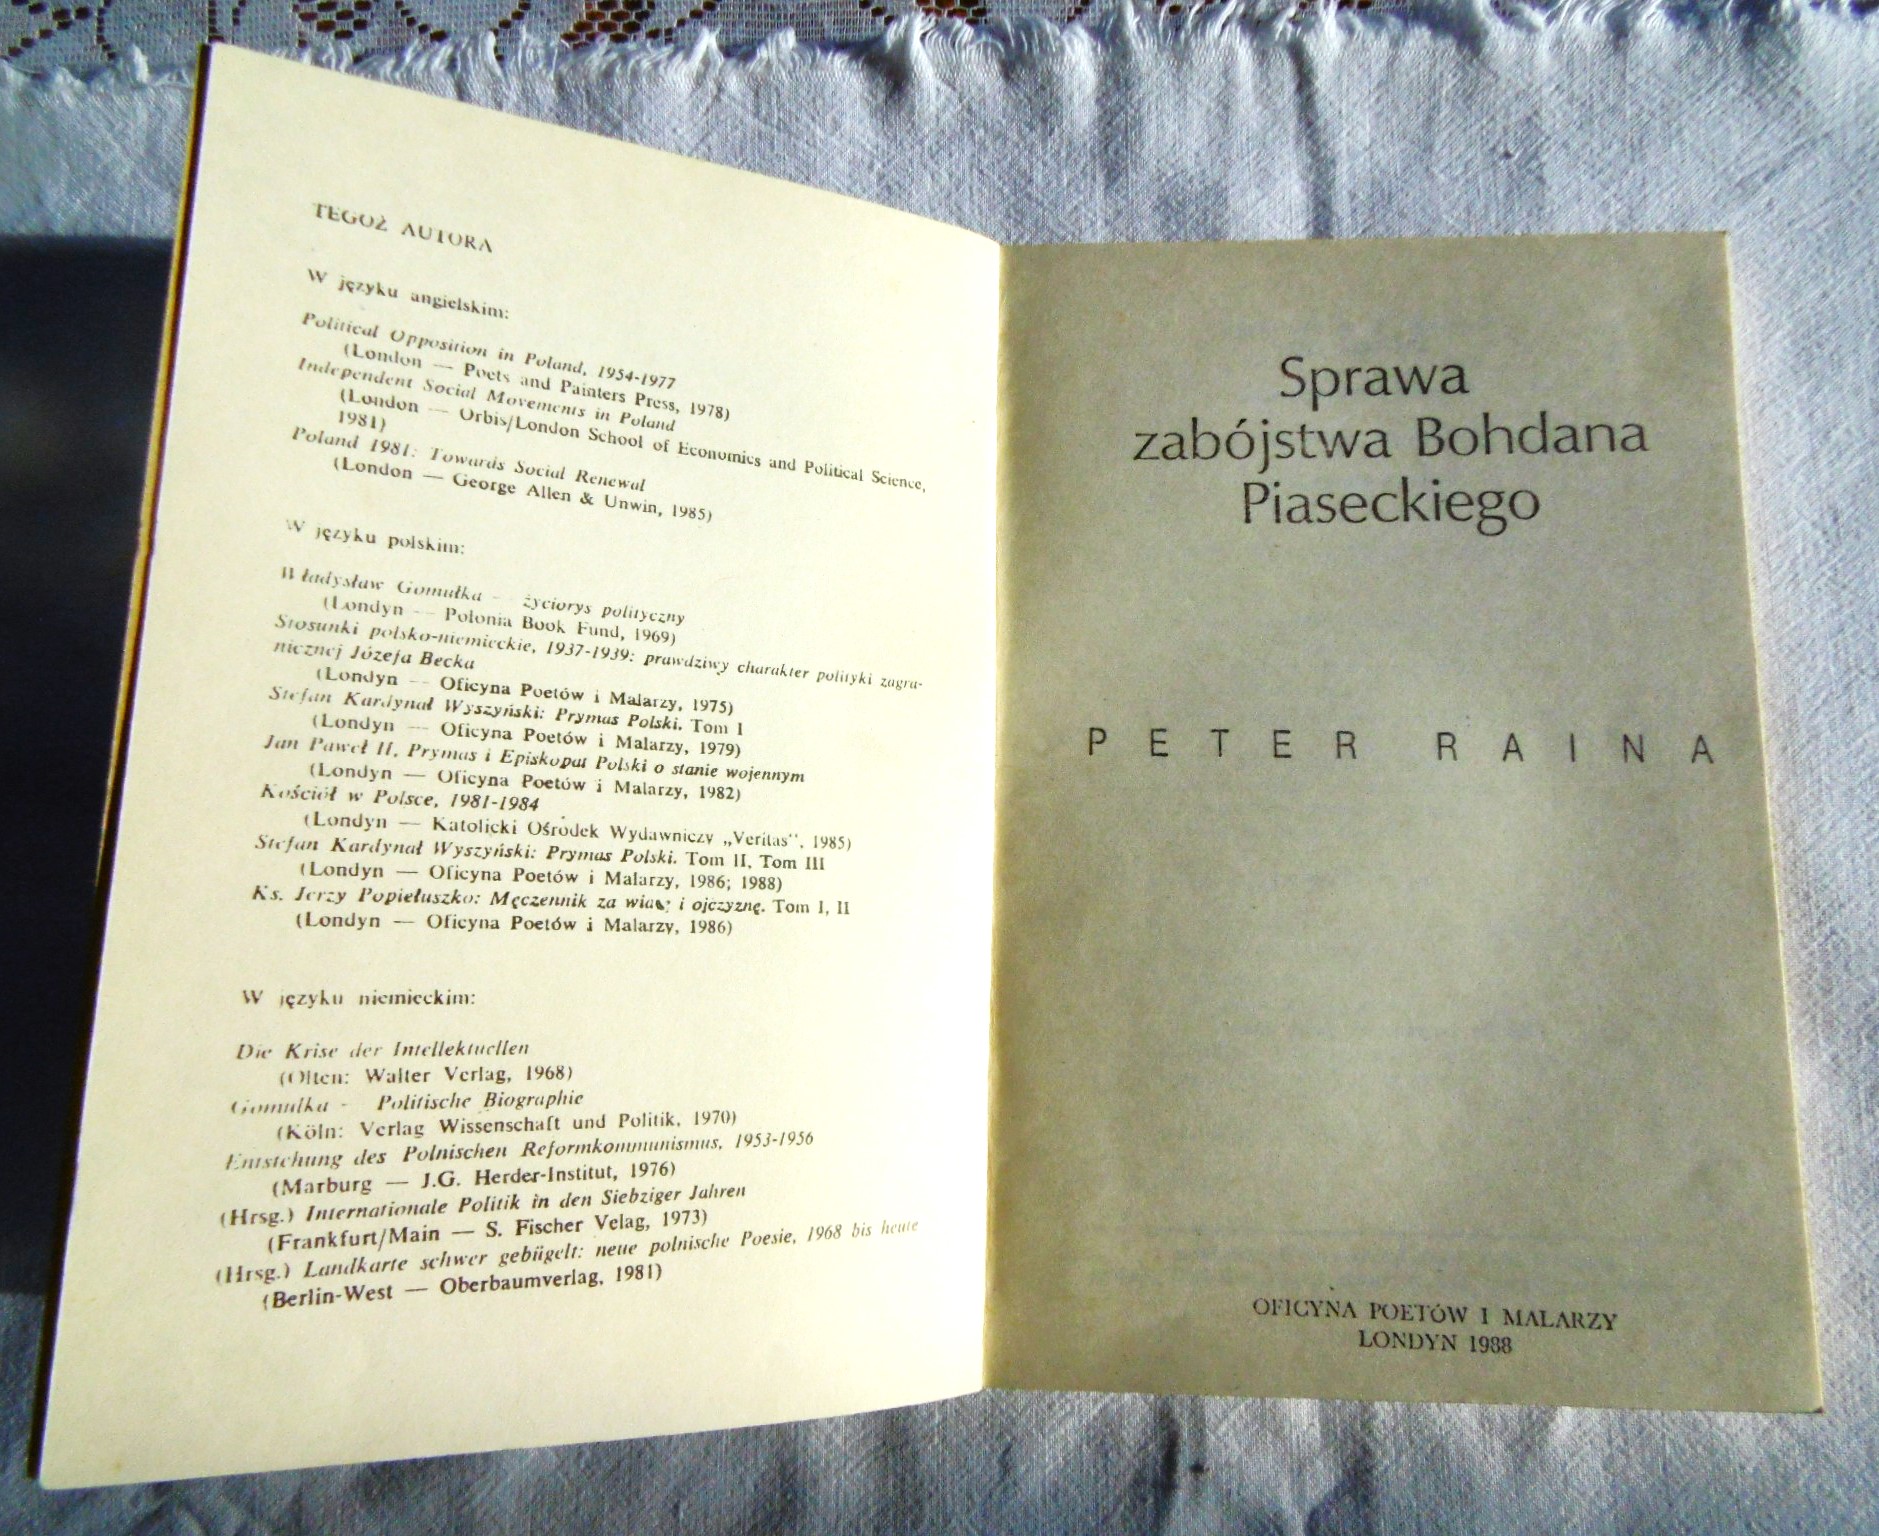 TEGOŻ AUTORA
W języku angielskim:
Political Opposition in Poland, 1954-1977
(London — Poets and Painters Press, 1978)
Independent Social Movements in Poland
(London — Orbis/London School of Economics and Political Science,
1981)
Poland 1981: Towards Social Renewal
(London — George Allen & Unwin, 1985)
W języku polskim:
Władysław Gomułka — życiorys polityczny
(Londyn — Polonia Book Fund, 1969)
Stosunki polsko-niemieckie, 1937-1939: prawdziwy charakter polityki zagra-
nicznej Józefa Becka
(Londyn — Oficyna Poetów i Malarzy, 1975)
Stefan Kardynał Wyszyński: Prymas Polski. Tom I
(Londyn — Oficyna Poetów i Malarzy, 1979)
Jan Paweł II, Prymas i Episkopat Polski o stanie wojennym
(Londyn — Oficyna Poetów i Malarzy, 1982)
Kościół w Polsce, 1981-1984
(Londyn — Katolicki Ośrodek Wydawniczy „Veritas", 1985)
Stefan Kardynał Wyszyński: Prymas Polski. Tom II, Tom III
(Londyn — Oficyna Poetów i Malarzy, 1986; 1988)
Ks. Jerzy Popiełuszko: Męczennik za wiarę i ojczyznę. Tom I, II
(Londyn — Oficyna Poetów i Malarzy, 1986)
W języku niemieckim:
Die Krise der Intellektuellen
(Olten: Walter Verlag, 1968)
Gomulka - Politische Biographie
(Köln: Verlag Wissenschaft und Politik, 1970)
Entstehung des Polnischen Reformkommunismus, 1953-1956
(Marburg — J.G. Herder-Institut, 1976)
(Hrsg.) Internationale Politik in den Siebziger Jahren
(Frankfurt/Main — S. Fischer Velag, 1973)
(Hrsg.) Landkarte schwer gebügelt: neue polnische Poesie, 1968 bis heute
(Berlin-West — Oberbaumverlag, 1981)
Sprawa
zabójstwa Bohdana
Piaseckiego
PETER RAINA
OFICYNA POETÓW I MALARZY
LONDYN 1988